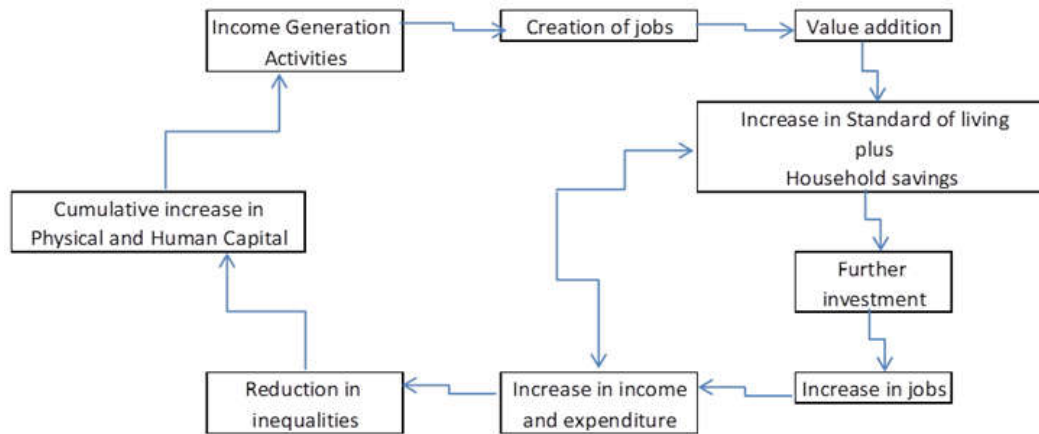 Income Generation
Activities
Creation of jobs
Value addition
Increase in Standard of living
plus
Household savings
Cumulative increase in
Physical and Human Capital
Further
investment
Reduction in
inequalities
Increase in income
and expenditure
Increase in jobs